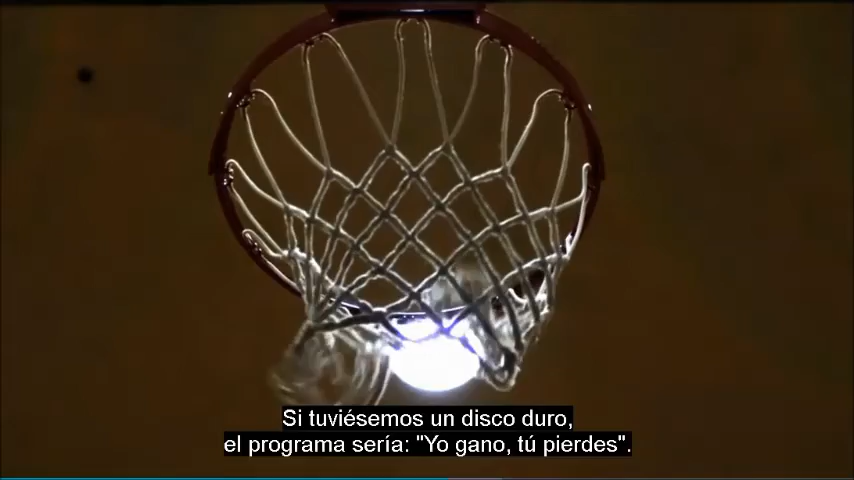 Si tuviésemos un disco duro,
el programa sería: "Yo gano, tú pierdes".